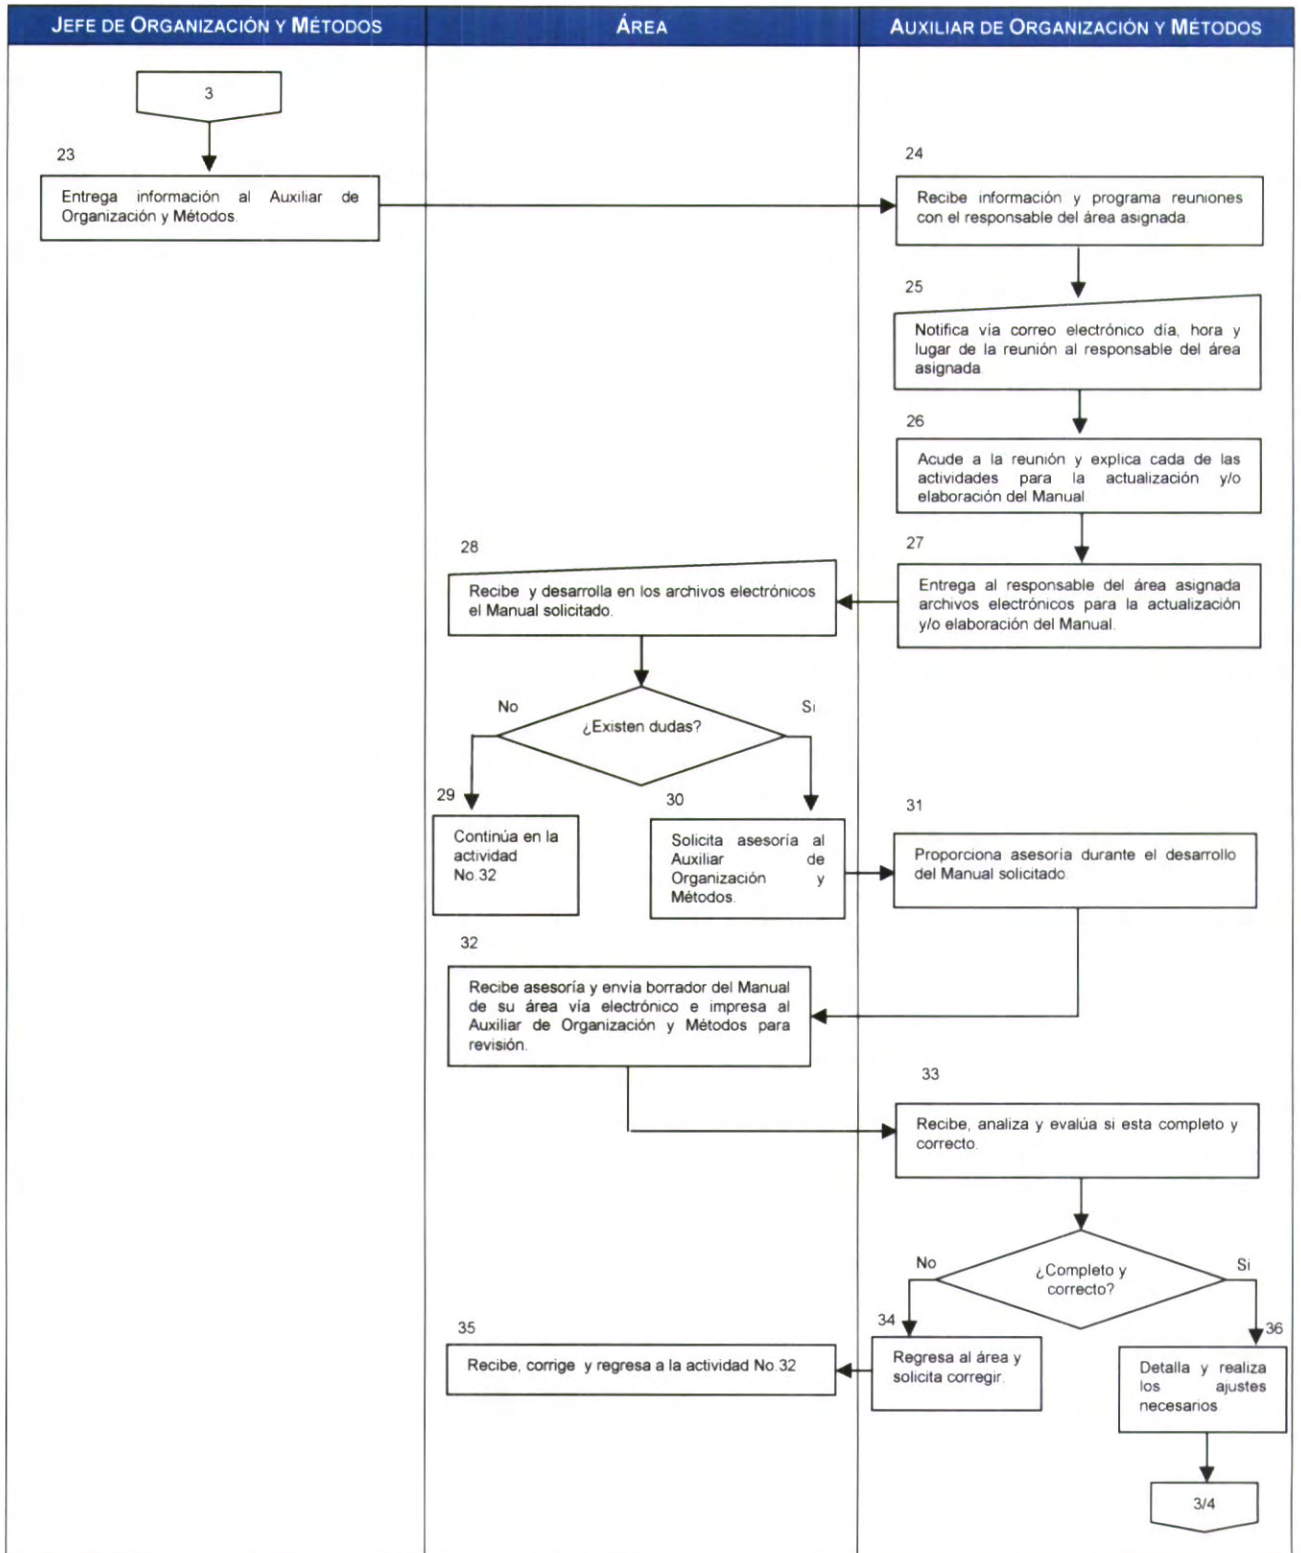 JEFE DE ORGANIZACIÓN Y MÉTODOS
ÁREA
AUXILIAR DE ORGANIZACIÓN Y MÉTODOS
3
23
Entrega información al Auxiliar de
Organización y Métodos.
24
Recibe información y programa reuniones
con el responsable del área asignada.
25
Notifica vía correo electrónico día, hora y
lugar de la reunión al responsable del área
asignada
26
Acude a la reunión y explica cada de las
actividades para la actualización y/o
elaboración del Manual
27
Entrega al responsable del área asignada
archivos electrónicos para la actualización
y/o elaboración del Manual.
28
Recibe y desarrolla en los archivos electrónicos
el Manual solicitado.
¿Existen dudas?
No
Si
29
Continúa en la
actividad
No.32
30
Solicita asesoría al
Auxiliar de
Organización y
Métodos.
31
Proporciona asesoría durante el desarrollo
del Manual solicitado.
32
Recibe asesoría y envía borrador del Manual
de su área vía electrónico e impresa al
Auxiliar de Organización y Métodos para
revisión.
33
Recibe, analiza y evalúa si esta completo y
correcto.
¿Completo y
correcto?
No
Si
34
Regresa al área y
solicita corregir.
35
Recibe, corrige y regresa a la actividad No.32
36
Detalla y realiza
los ajustes
necesarios
3/4